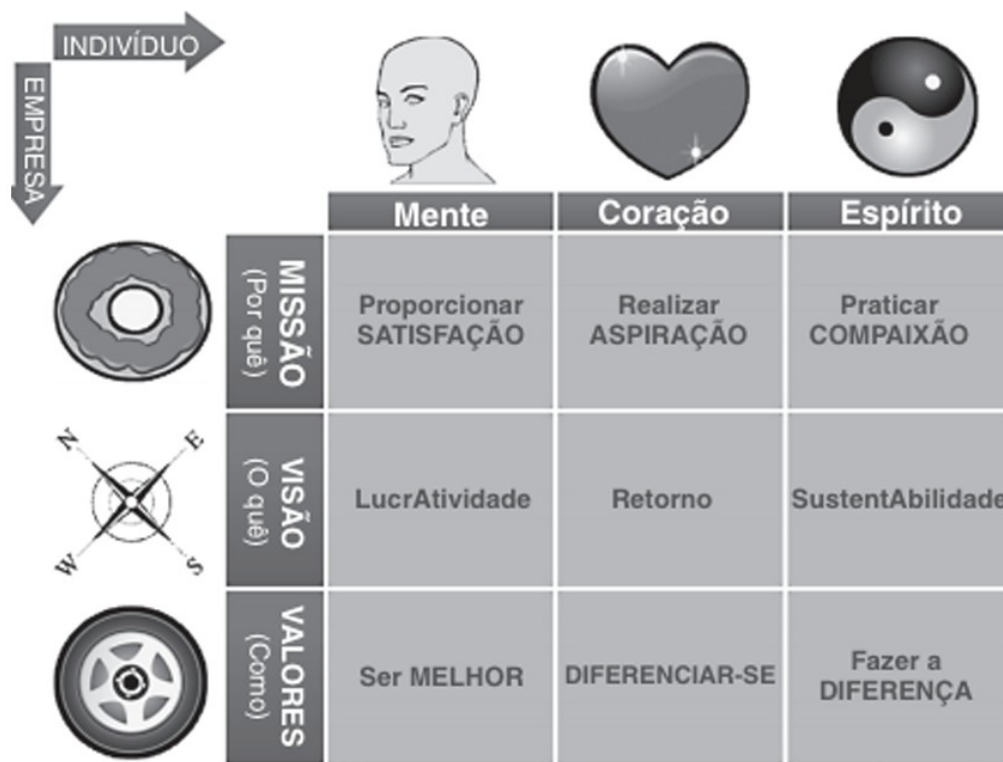 INDIVÍDUO
EMPRESA
Mente
Coração
Espírito
MISSÃO
(Por quê)
Proporcionar
SATISFAÇÃO
Realizar
ASPIRAÇÃO
Praticar
COMPAIXÃO
N
E
W
S
VISÃO
(O quê)
LucrAtividade
Retorno
SustentAbilidade
VALORES
(Como)
Ser MELHOR
DIFERENCIAR-SE
Fazer a
DIFERENÇA